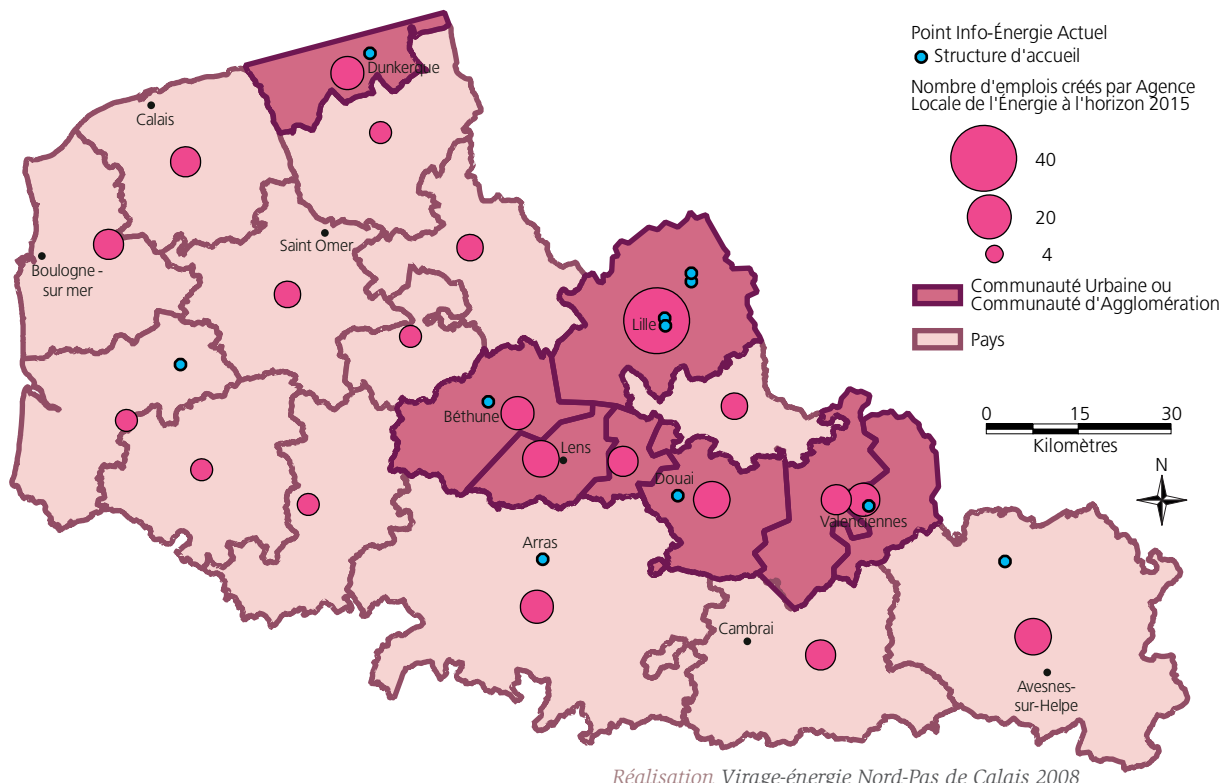 Point Info-Énergie Actuel
Structure d'accueil
Nombre d'emplois créés par Agence
Locale de l'Énergie à l'horizon 2015
40
20
4
Communauté Urbaine ou
Communauté d'Agglomération
Pays
0 15 30
Kilomètres
N
Dunkerque
Calais
Saint Omer
Boulogne -
sur mer
Lille
Béthune
Lens
Douai
Valenciennes
Arras
Cambrai
Avesnes-
sur-Helpe
Réalisation Virage-énergie Nord-Pas de Calais 2008